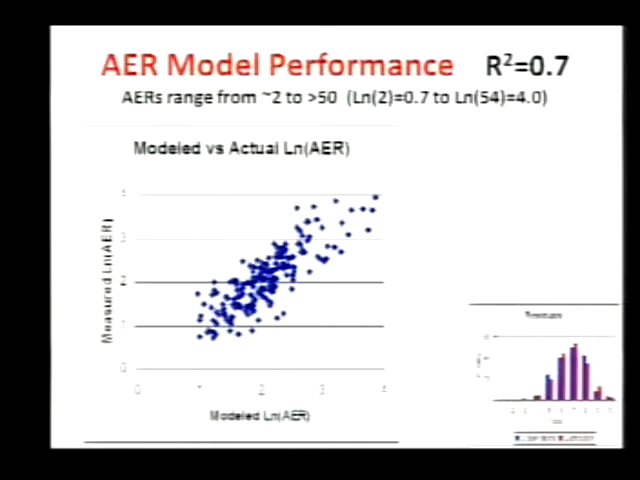 AER Model Performance R²=0.7
AERs range from ~2 to >50 (Ln(2)=0.7 to Ln(54)=4.0)
Modeled vs Actual Ln(AER)
Measured Ln(AER)
4
3
2
1
0
0 1 2 3 4
Modeled Ln(AER)
Residuals